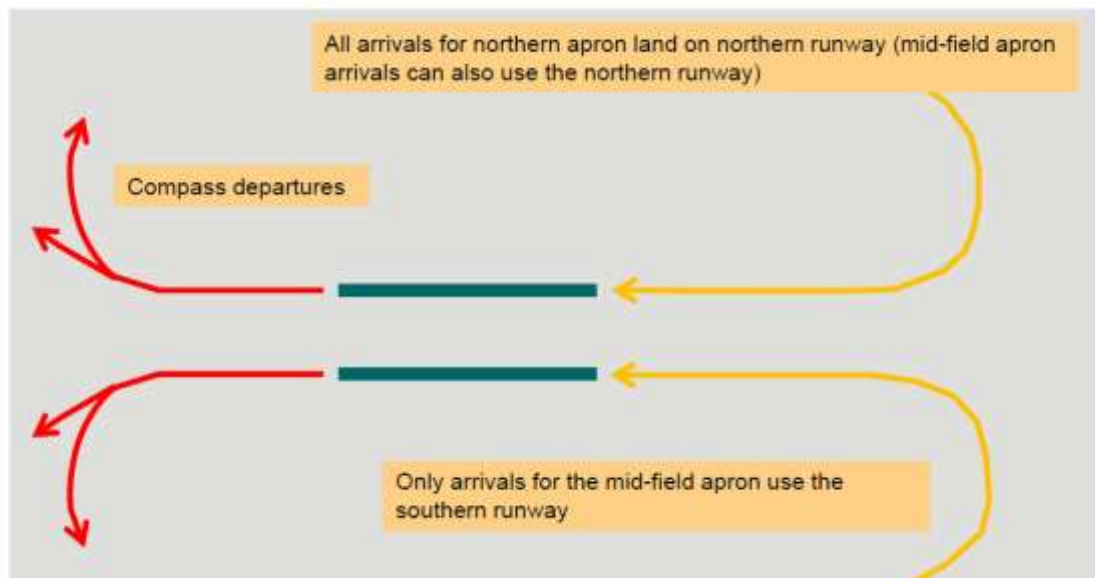 All arrivals for northern apron land on northern runway (mid-field apron
arrivals can also use the northern runway)
Compass departures
Only arrivals for the mid-field apron use the
southern runway